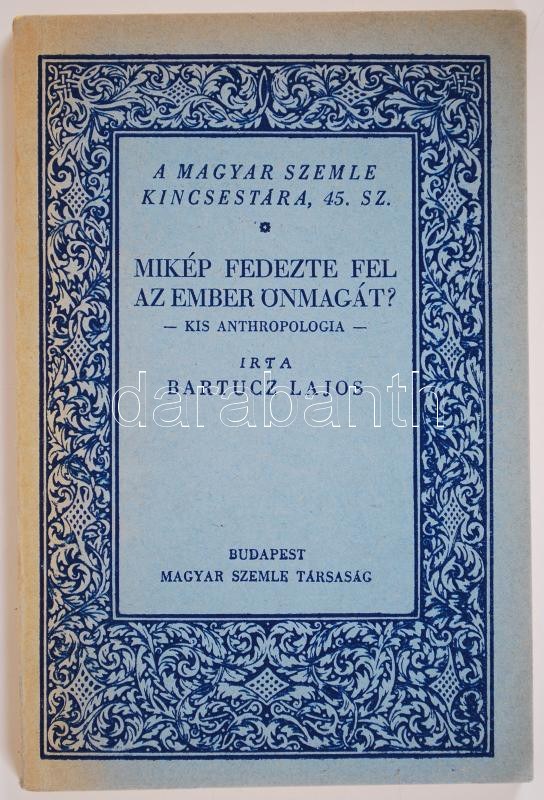 A MAGYAR SZEMLE
KINCSESTÁRA, 45. SZ.
MIKÉP FEDEZTE FEL
AZ EMBER ÖNMAGÁT?
— KIS ANTHROPOLOGIA —
IRTA
BARTUCZ LAJOS
darabanth
BUDAPEST
MAGYAR SZEMLE TÁRSASÁG